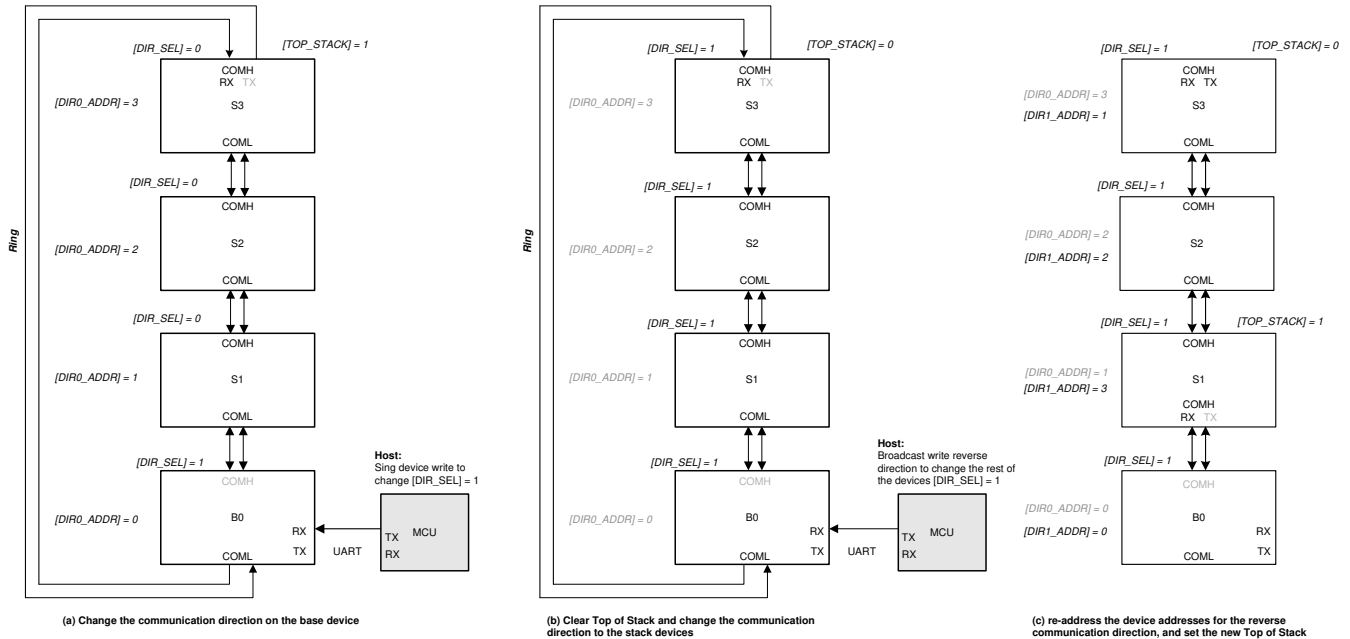 [DIR_SEL] = 0
[TOP_STACK] = 1
COMH
RX TX
[DIR0_ADDR] = 3
S3
COML
[DIR_SEL] = 0
COMH
Ring
[DIR0_ADDR] = 2
S2
COML
[DIR_SEL] = 0
COMH
[DIR0_ADDR] = 1
S1
COML
[DIR_SEL] = 1
COMH
[DIR0_ADDR] = 0
B0
RX
TX
COML
UART
Host:
Sing device write to
change [DIR_SEL] = 1
TX
RX
MCU
(a) Change the communication direction on the base device
[DIR_SEL] = 1
[TOP_STACK] = 0
COMH
RX TX
[DIR0_ADDR] = 3
S3
COML
[DIR_SEL] = 1
COMH
Ring
[DIR0_ADDR] = 2
S2
COML
[DIR_SEL] = 1
COMH
[DIR0_ADDR] = 1
S1
COML
[DIR_SEL] = 1
COMH
[DIR0_ADDR] = 0
B0
RX
TX
COML
UART
Host:
Broadcast write reverse
direction to change the rest of
the devices [DIR_SEL] = 1
TX
RX
MCU
(b) Clear Top of Stack and change the communication
direction to the stack devices
[DIR_SEL] = 1
[TOP_STACK] = 0
COMH
RX TX
[DIR0_ADDR] = 3
[DIR1_ADDR] = 1
S3
COML
[DIR_SEL] = 1
COMH
[DIR0_ADDR] = 2
[DIR1_ADDR] = 2
S2
COML
[DIR_SEL] = 1
[TOP_STACK] = 1
COMH
[DIR0_ADDR] = 1
[DIR1_ADDR] = 3
S1
COMH
RX TX
[DIR_SEL] = 1
COMH
[DIR0_ADDR] = 0
[DIR1_ADDR] = 0
B0
RX
TX
COML
(c) re-address the device addresses for the reverse
communication direction, and set the new Top of Stack